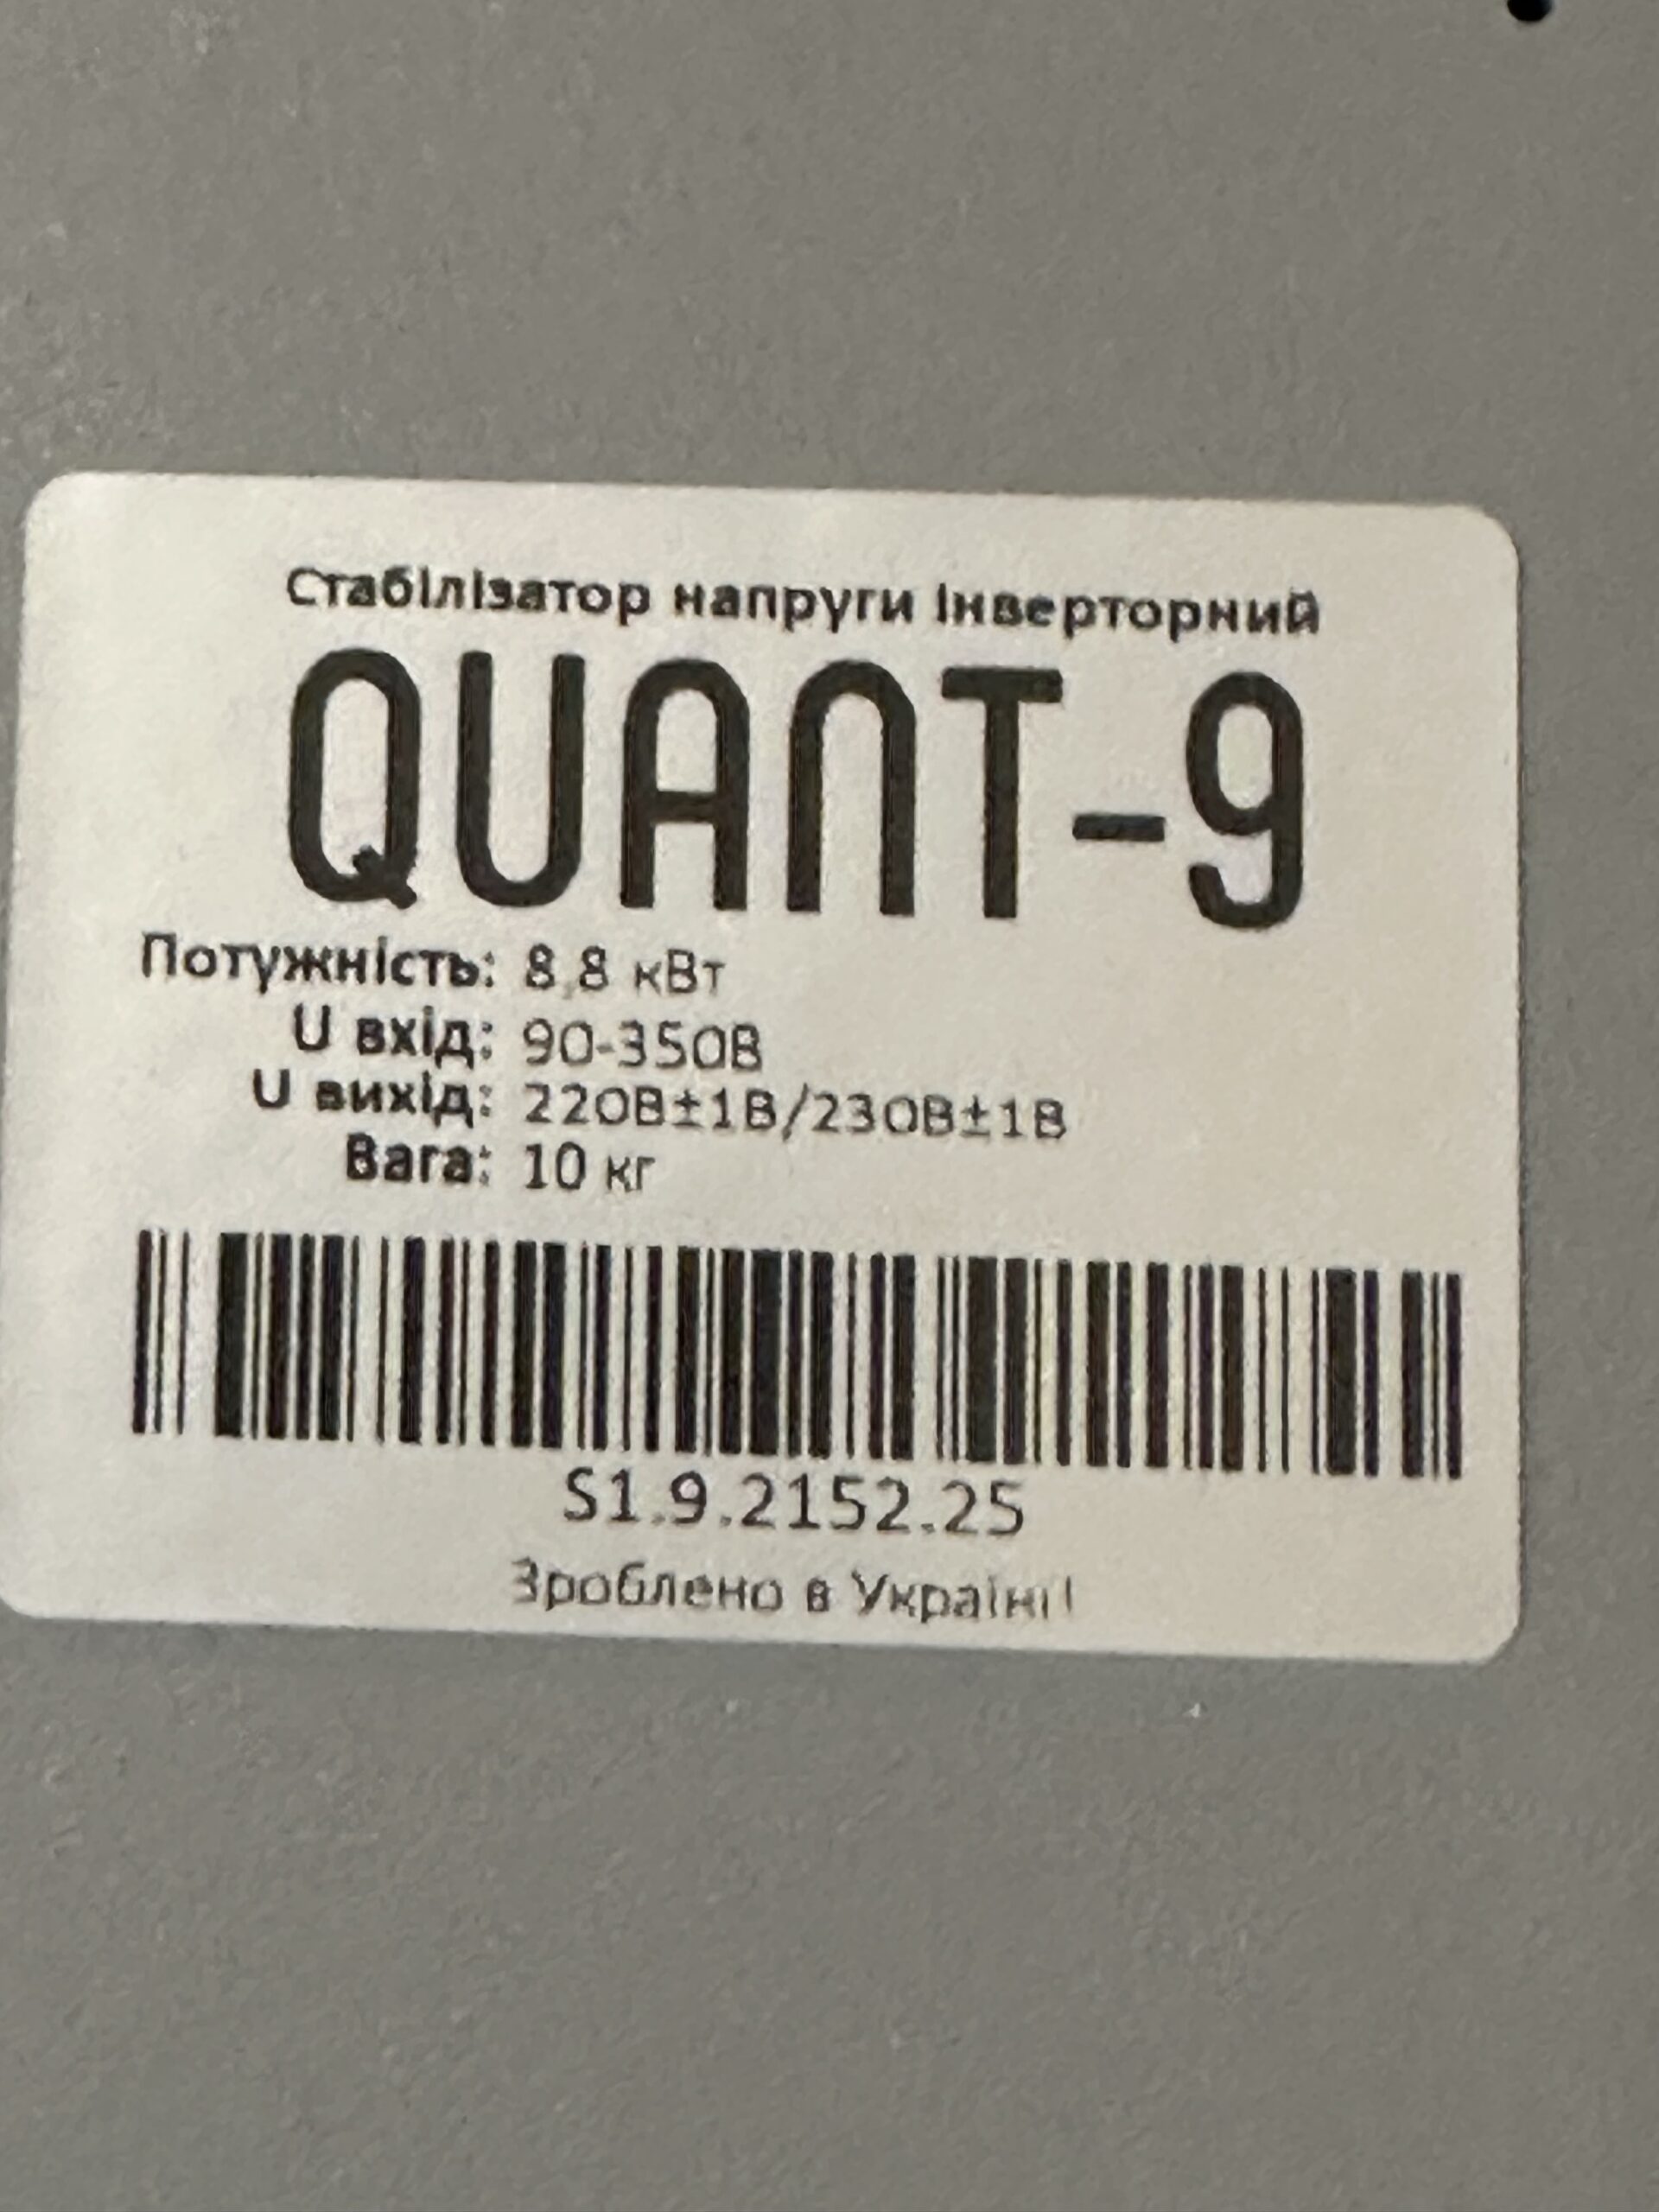 Стабілізатор напруги інверторний
QUANT-9
Потужність: 8,8 кВт
U вхід: 90-350В
U вихід: 220В±1В/230В±1В
Вага: 10 кг
S1.9.2152.25
Зроблено в Україні!